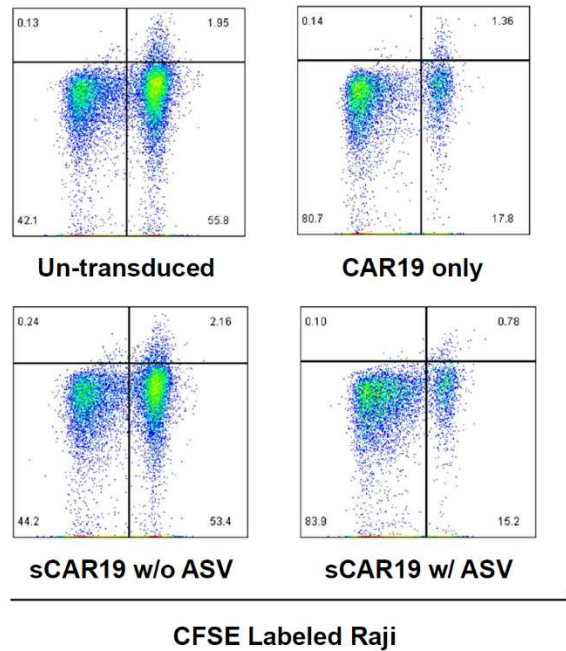 0.13 1.95
42.1 55.8
Un-transduced
0.14 1.36
80.7 17.8
CAR19 only
0.24 2.16
44.2 53.4
sCAR19 w/o ASV
0.10 0.78
83.9 15.2
sCAR19 w/ ASV
CFSE Labeled Raji